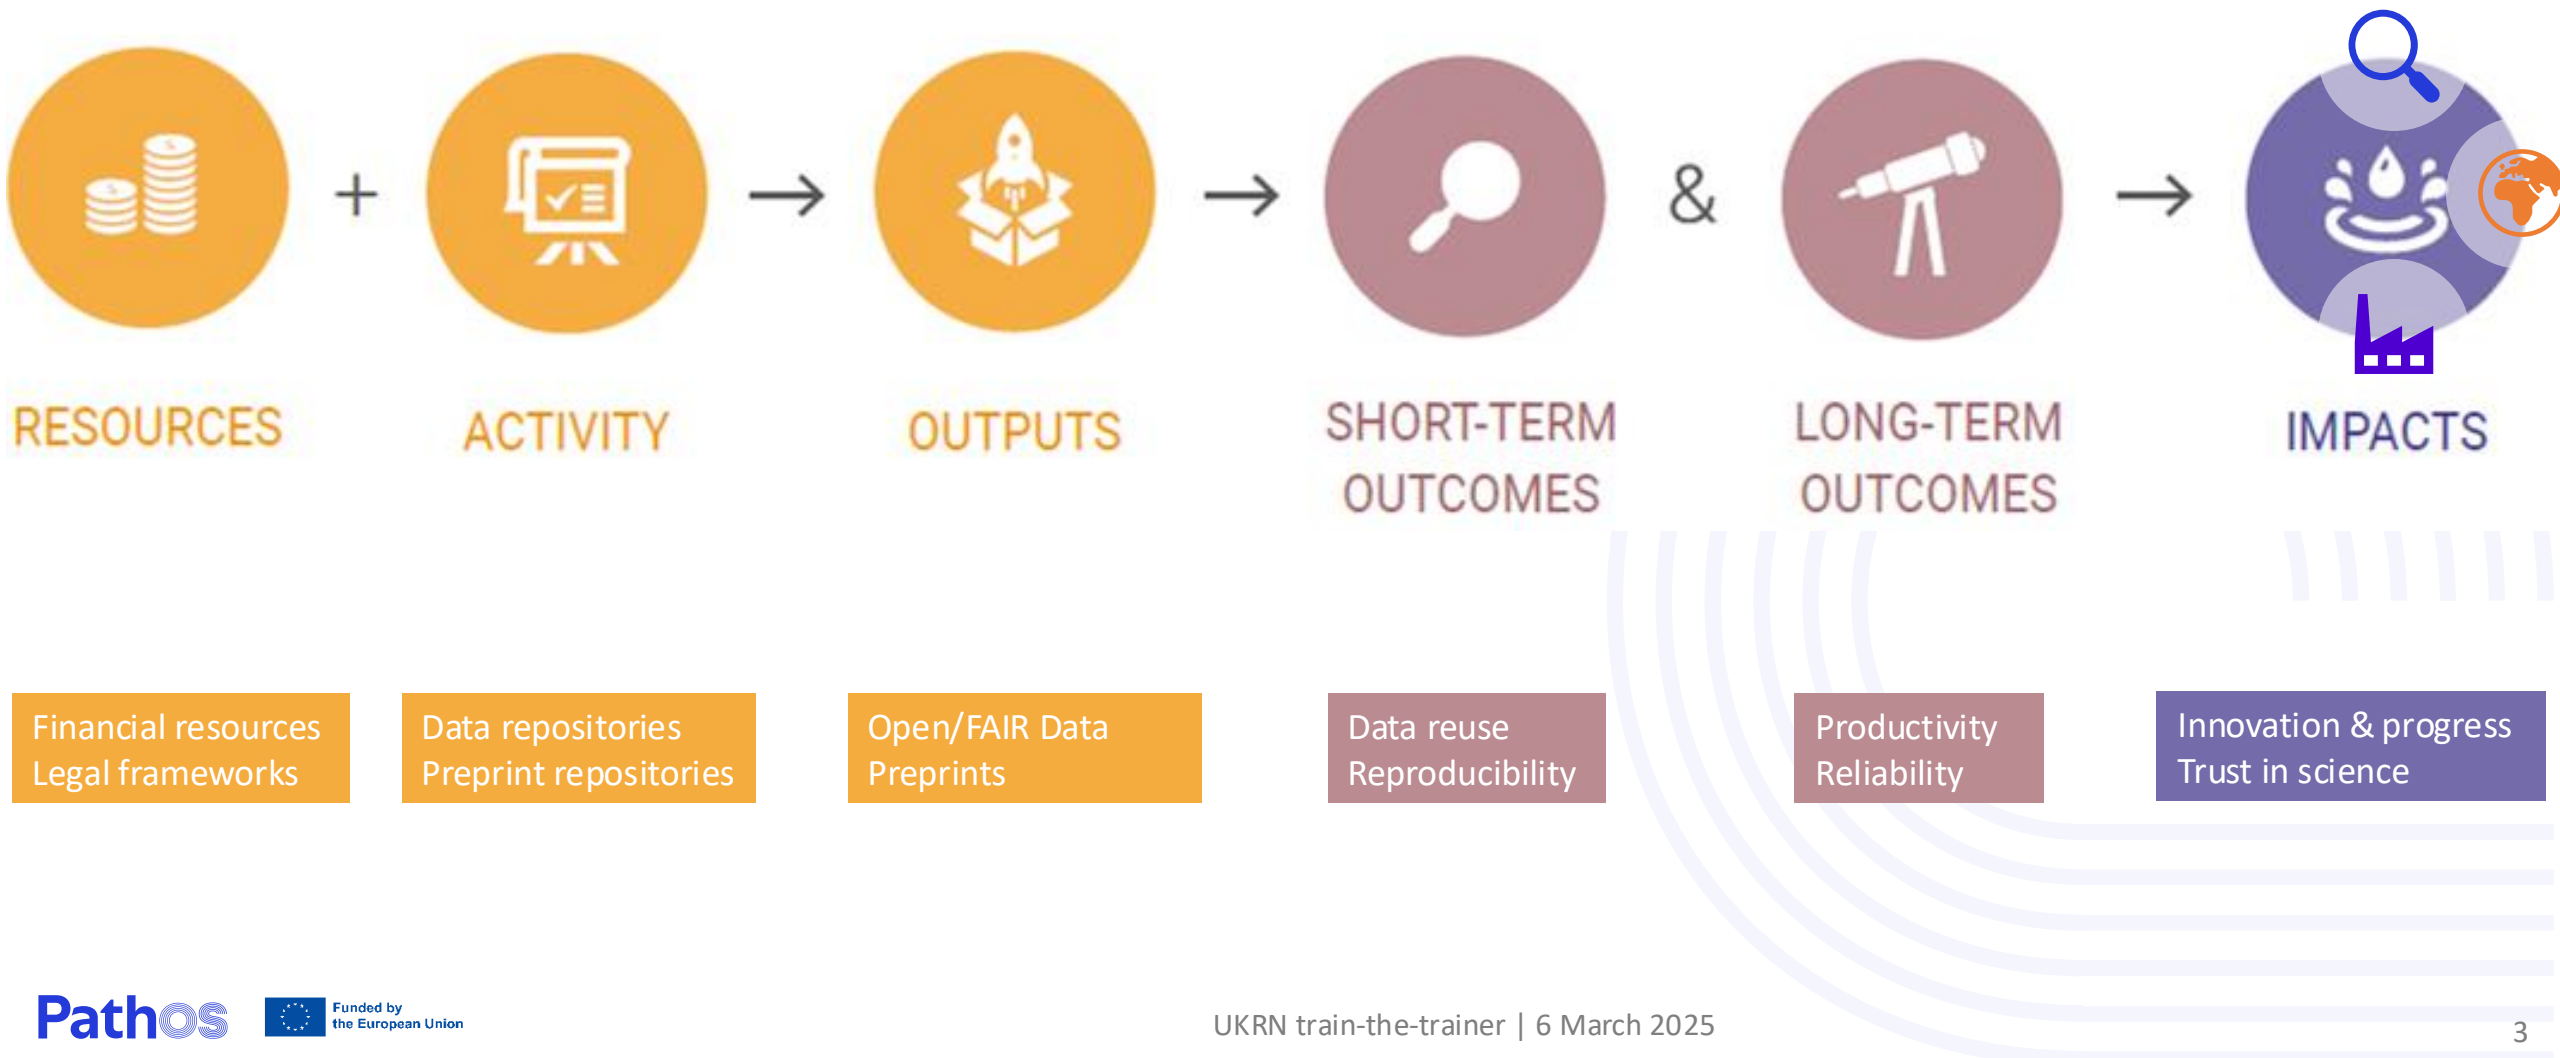 +
→
→
&
→
RESOURCES
ACTIVITY
OUTPUTS
SHORT-TERM
OUTCOMES
LONG-TERM
OUTCOMES
IMPACTS
Financial resources
Legal frameworks
Data repositories
Preprint repositories
Open/FAIR Data
Preprints
Data reuse
Reproducibility
Productivity
Reliability
Innovation & progress
Trust in science
PathOS
Funded by
the European Union
UKRN train-the-trainer | 6 March 2025
3